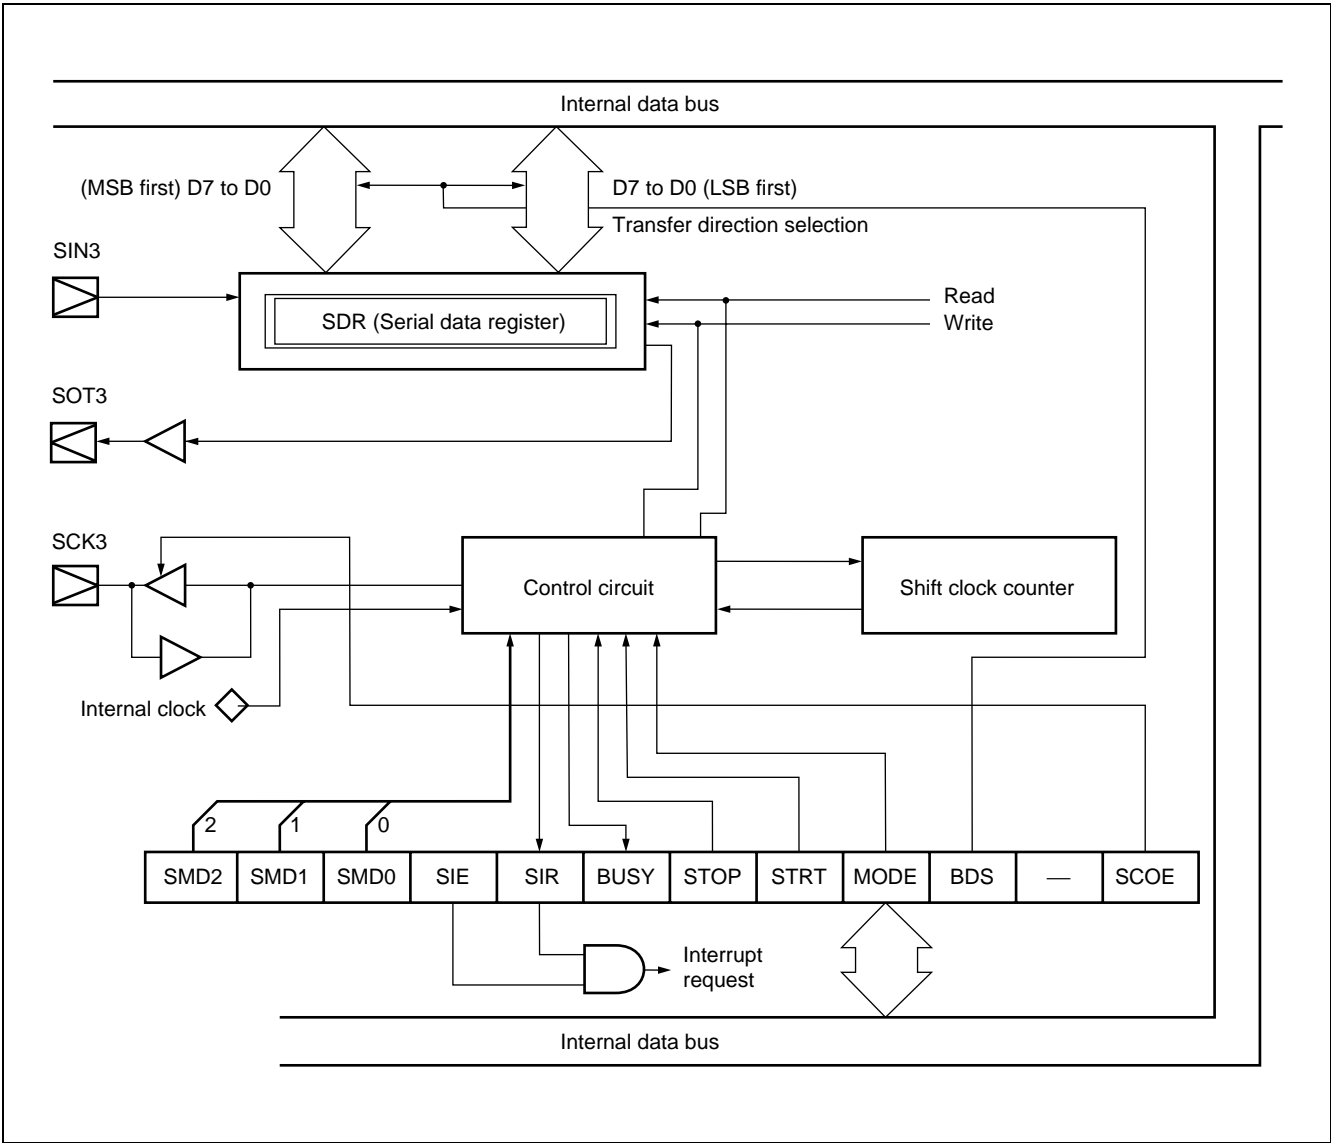 Internal data bus
(MSB first) D7 to D0
D7 to D0 (LSB first)
Transfer direction selection
SIN3
SDR (Serial data register)
Read
Write
SOT3
SCK3
Control circuit
Shift clock counter
Internal clock
2
1
0
SMD2 SMD1 SMD0 SIE SIR BUSY STOP STRT MODE BDS — SCOE
Interrupt
request
Internal data bus